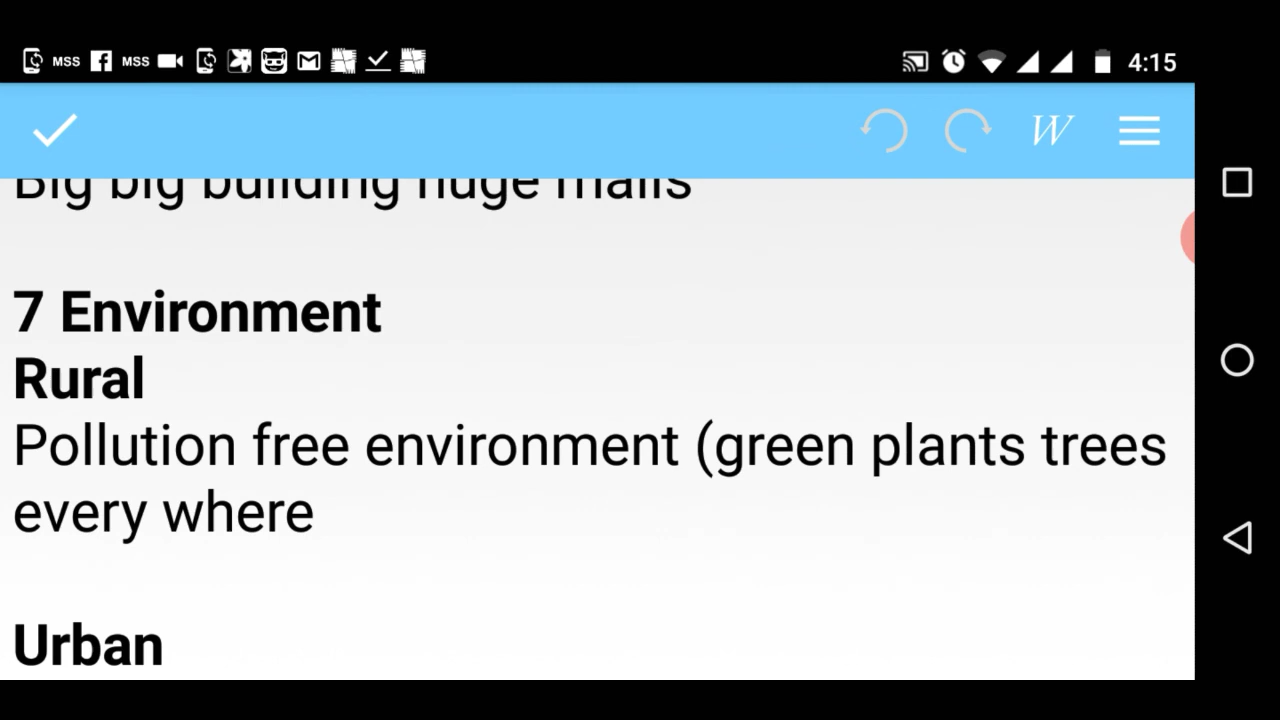 MSS MSS 4:15
W
Big big building huge malls
7 Environment
Rural
Pollution free environment (green plants trees
every where
Urban